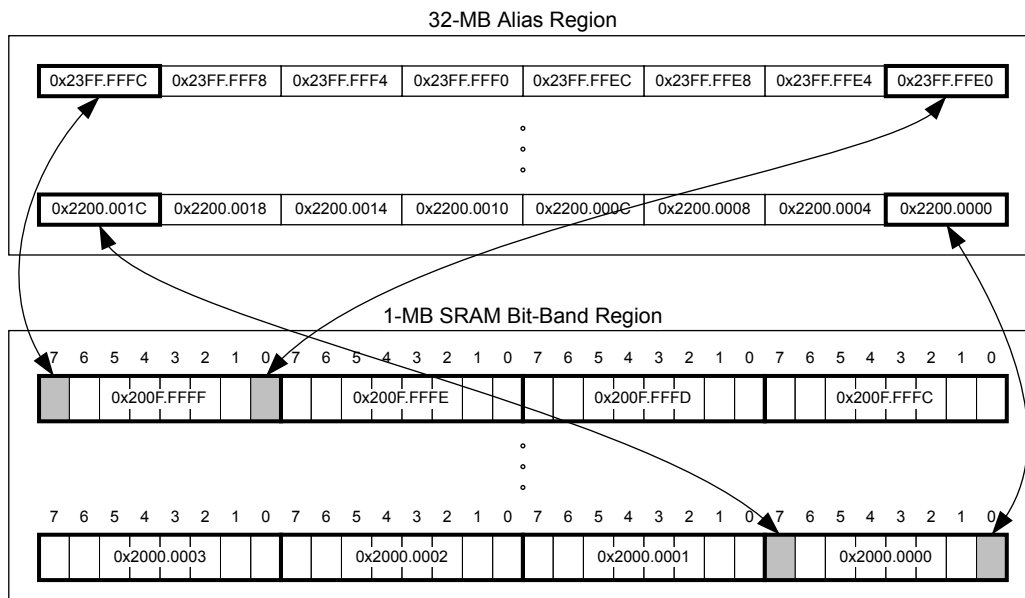 32-MB Alias Region
0x23FF.FFFC 0x23FF.FFF8 0x23FF.FFF4 0x23FF.FFF0 0x23FF.FFEC 0x23FF.FFE8 0x23FF.FFE4 0x23FF.FFE0
0x2200.001C 0x2200.0018 0x2200.0014 0x2200.0010 0x2200.000C 0x2200.0008 0x2200.0004 0x2200.0000
1-MB SRAM Bit-Band Region
7 6 5 4 3 2 1 0 7 6 5 4 3 2 1 0 7 6 5 4 3 2 1 0 7 6 5 4 3 2 1 0
0x200F.FFFF 0x200F.FFFE 0x200F.FFFD 0x200F.FFFC
7 6 5 4 3 2 1 0 7 6 5 4 3 2 1 0 7 6 5 4 3 2 1 0 7 6 5 4 3 2 1 0
0x2000.0003 0x2000.0002 0x2000.0001 0x2000.0000